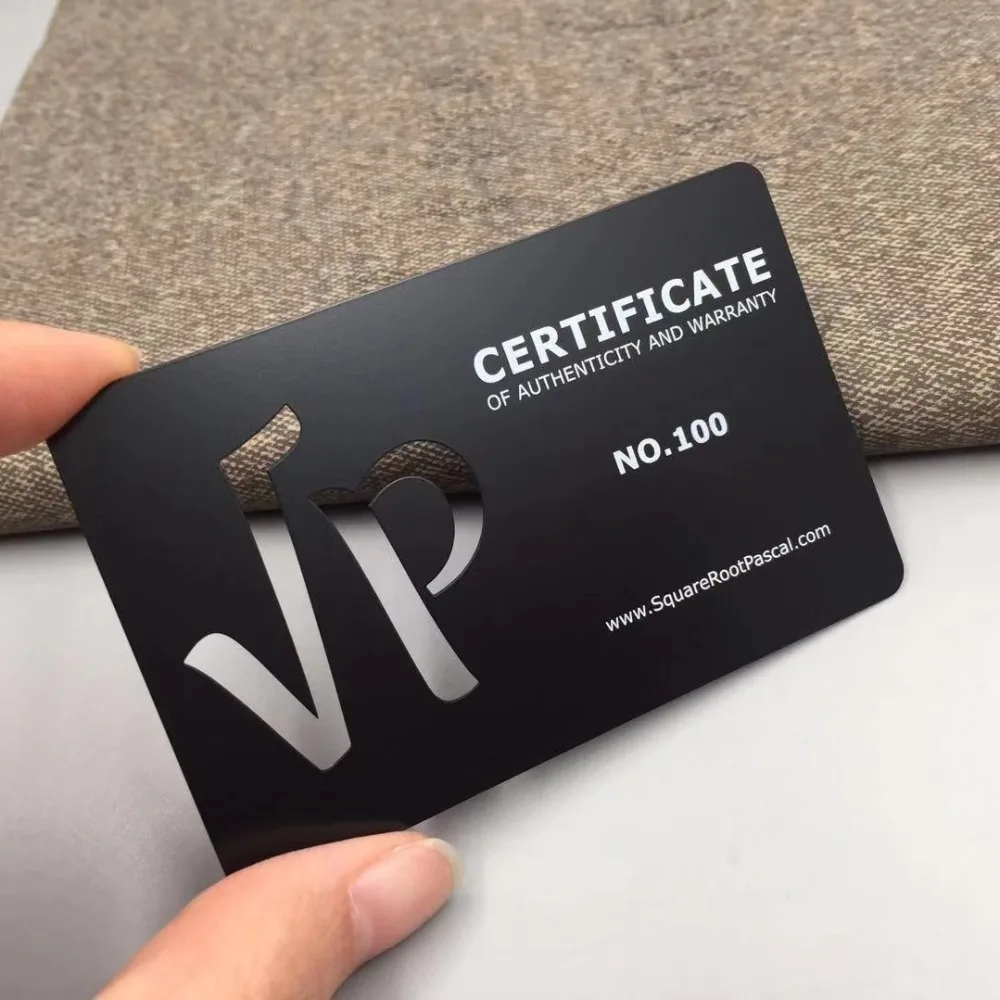 CERTIFICATE
OF AUTHENTICITY AND WARRANTY
NO.100
www.SquareRootPascal.com
√P